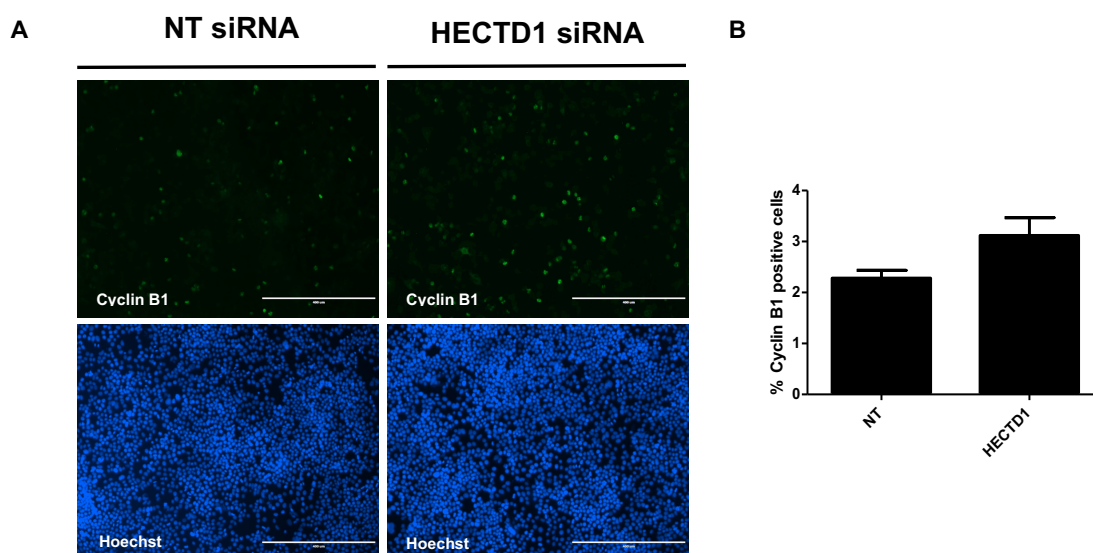 A
NT siRNA
HECTD1 siRNA
B
Cyclin B1
Cyclin B1
Hoechst
Hoechst
% Cyclin B1 positive cells
4
3
2
1
0
NT
HECTD1